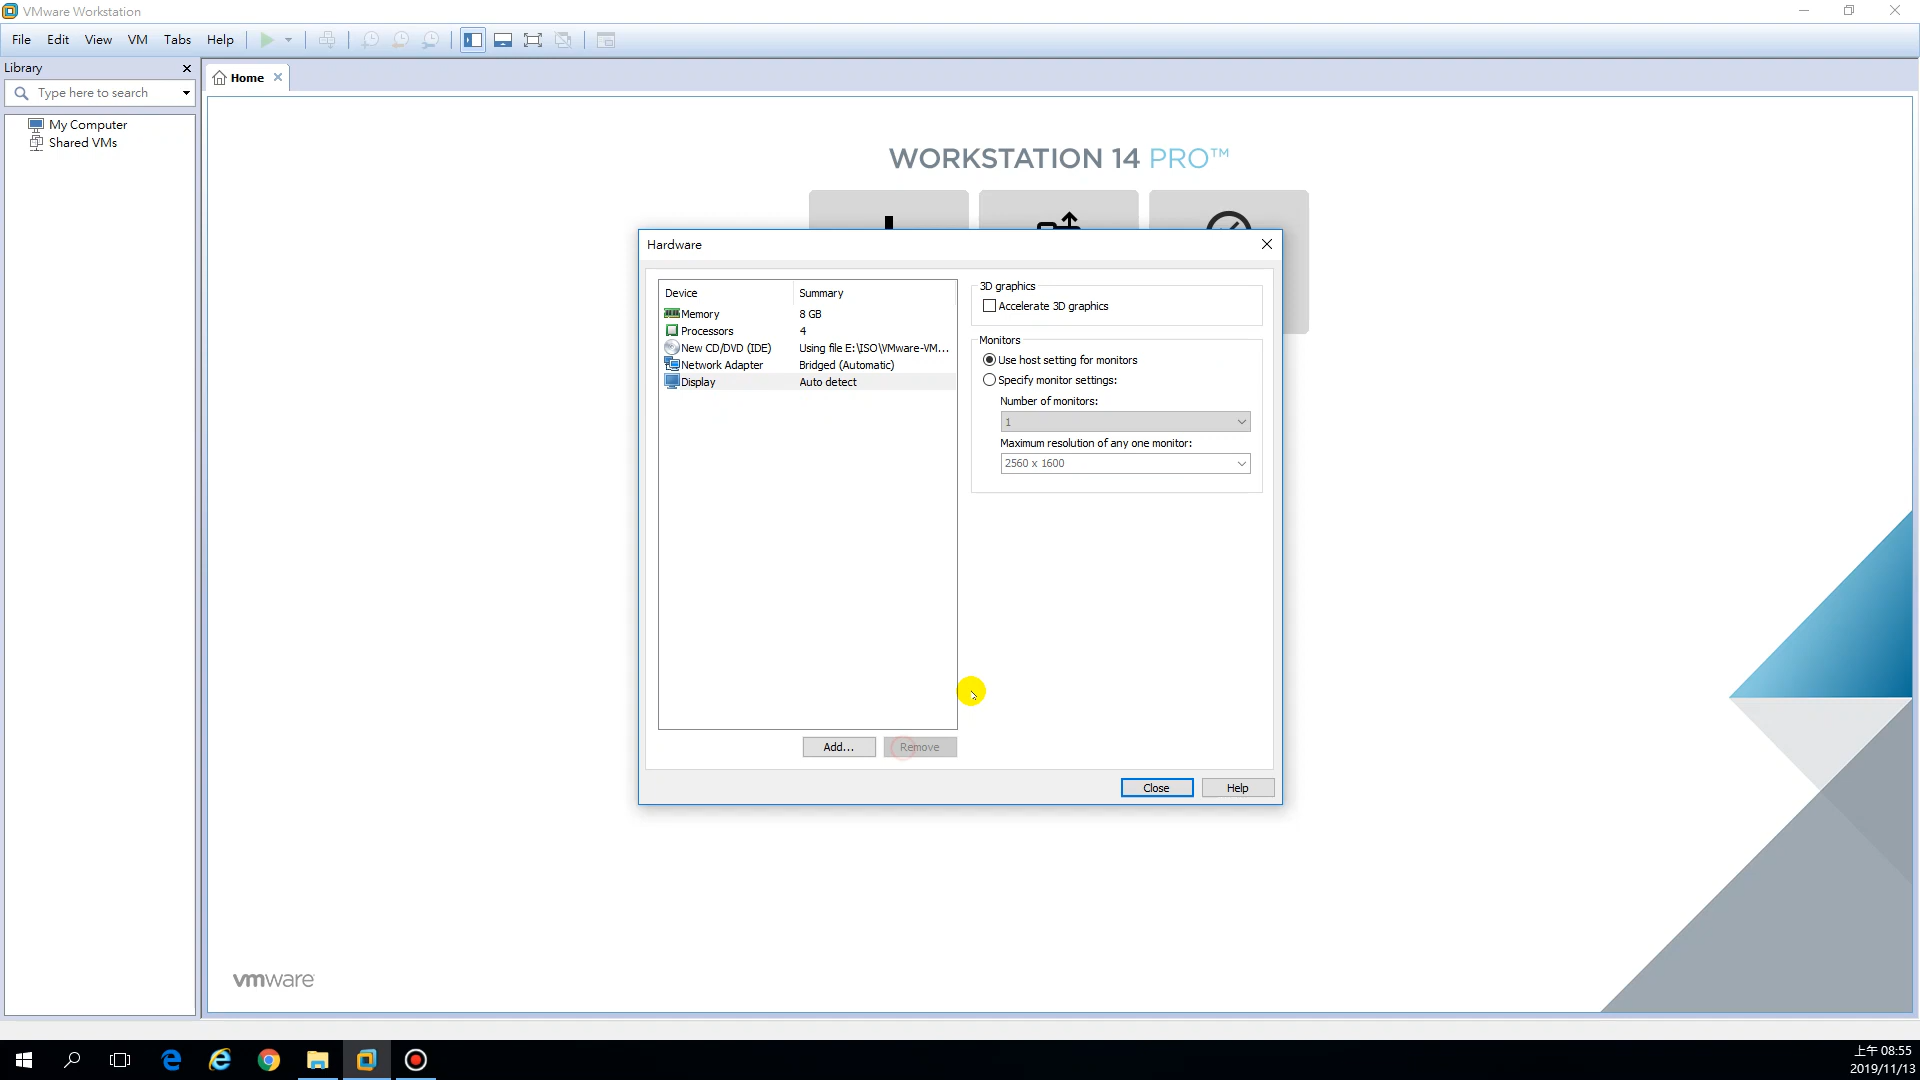 VMware Workstation
File Edit View VM Tabs Help
Library
Home
Type here to search
My Computer
Shared VMs
WORKSTATION 14 PRO™
Hardware
Device Summary
Memory 8 GB
Processors 4
New CD/DVD (IDE) Using file E:\ISO\VMware-VM...
Network Adapter Bridged (Automatic)
Display Auto detect
3D graphics
Accelerate 3D graphics
Monitors
Use host setting for monitors
Specify monitor settings:
Number of monitors:
1
Maximum resolution of any one monitor:
2560 x 1600
Add... Remove
Close Help
vmware
上午 08:55
2019/11/13